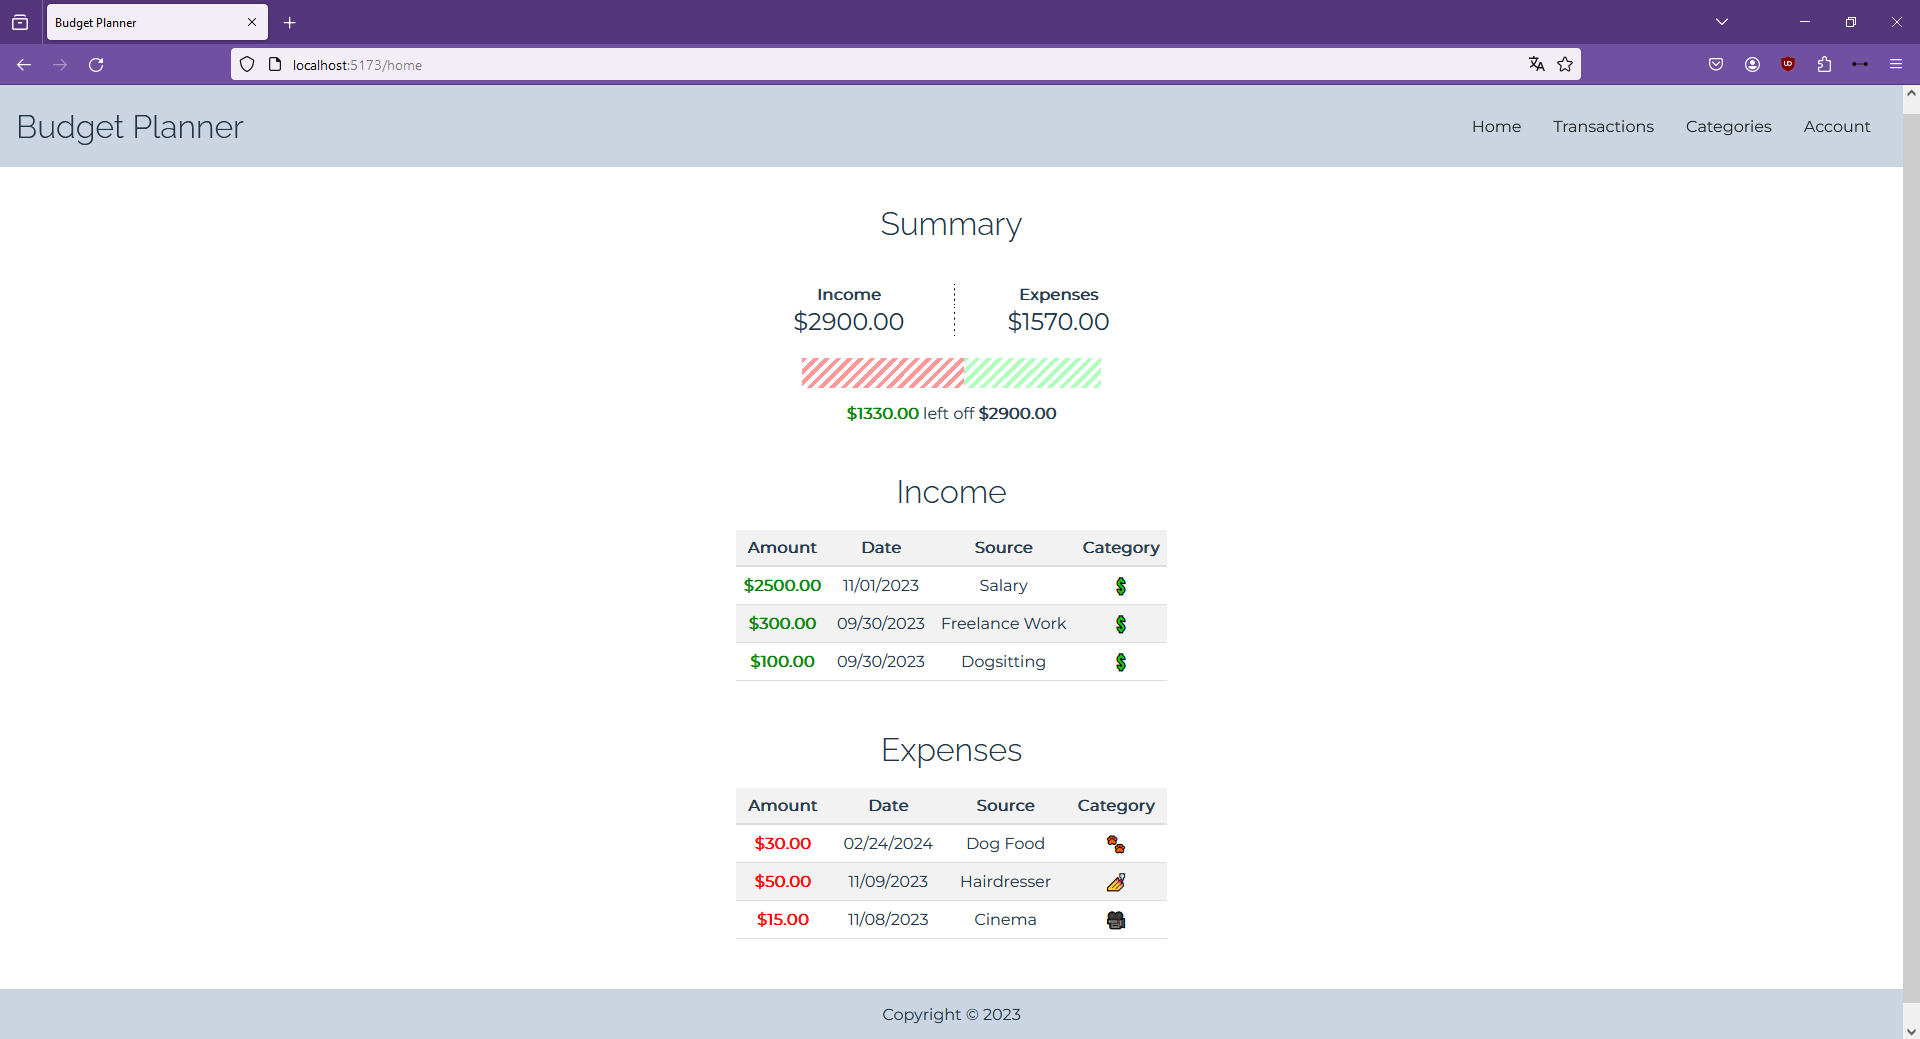 Budget Planner
localhost:5173/home
Budget Planner
Home Transactions Categories Account
Summary
Income Expenses
$2900.00 $1570.00
$1330.00 left off $2900.00
Income
Amount Date Source Category
$2500.00 11/01/2023 Salary $
$300.00 09/30/2023 Freelance Work $
$100.00 09/30/2023 Dogsitting $
Expenses
Amount Date Source Category
$30.00 02/24/2024 Dog Food
$50.00 11/09/2023 Hairdresser
$15.00 11/08/2023 Cinema
Copyright © 2023